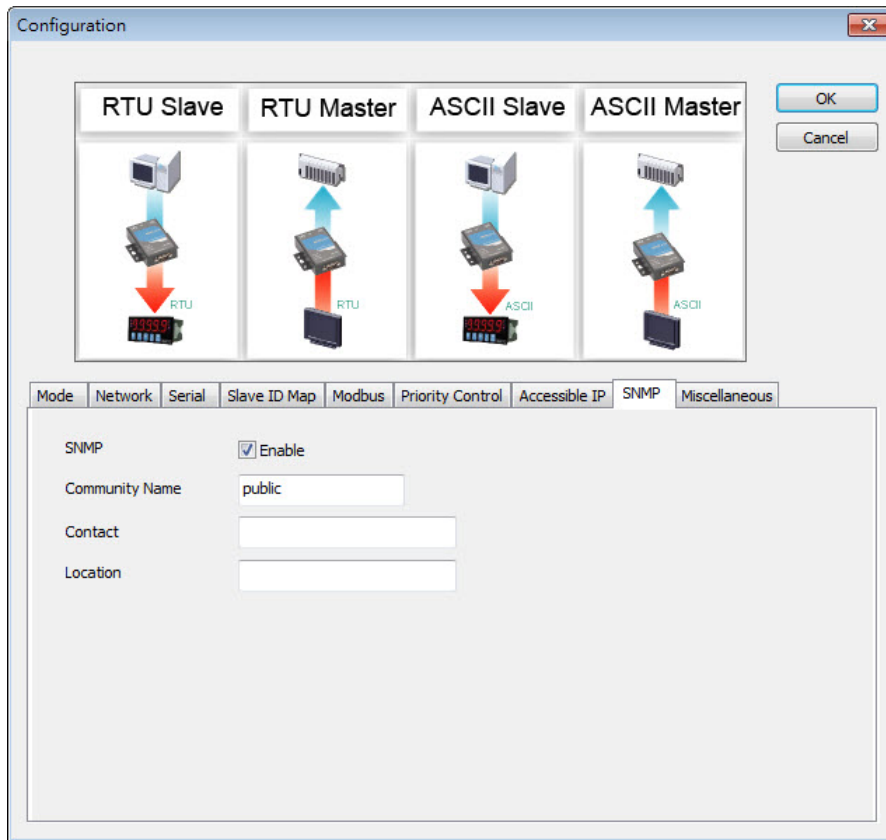 Configuration
RTU Slave RTU Master ASCII Slave ASCII Master
OK
Cancel
RTU RTU ASCII ASCII
Mode Network Serial Slave ID Map Modbus Priority Control Accessible IP SNMP Miscellaneous
SNMP Enable
Community Name public
Contact
Location